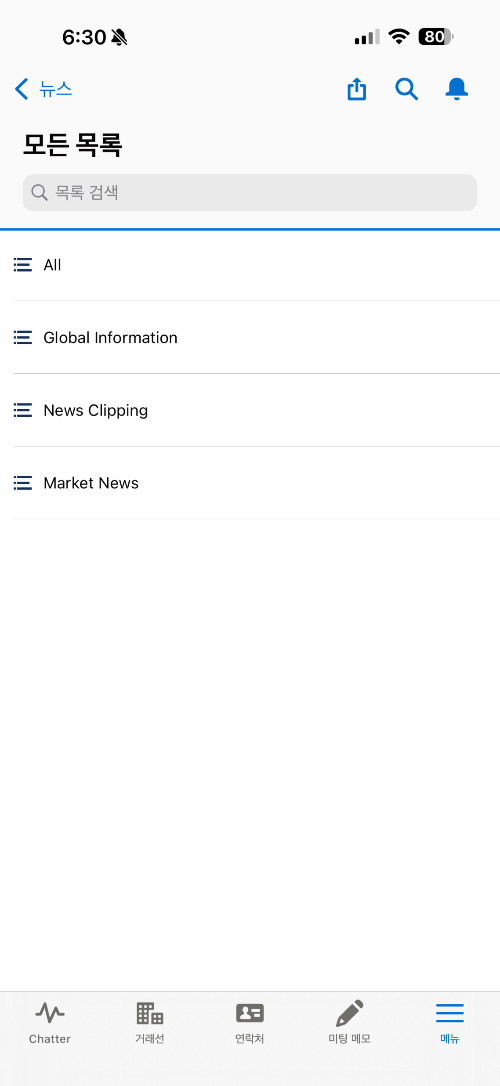 6:30
80
뉴스
모든 목록
목록 검색
All
Global Information
News Clipping
Market News
Chatter
거래선
연락처
미팅 메모
메뉴